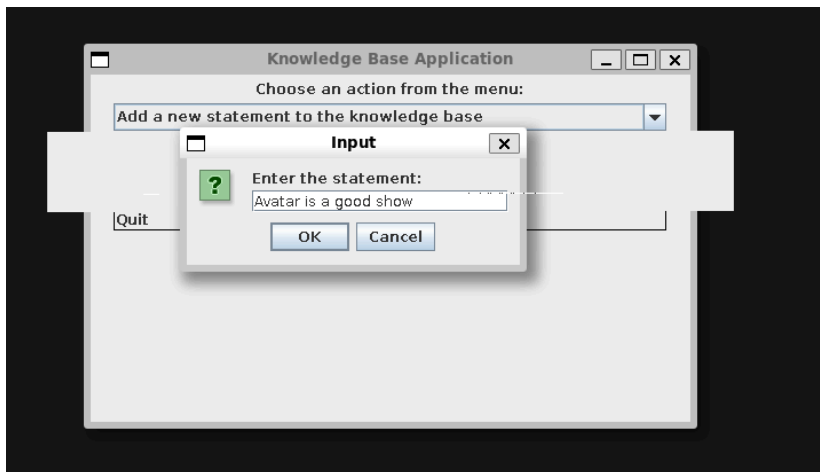 Knowledge Base Application
Choose an action from the menu:
Add a new statement to the knowledge base
Input
?
Enter the statement:
Avatar is a good show
Quit
OK
Cancel